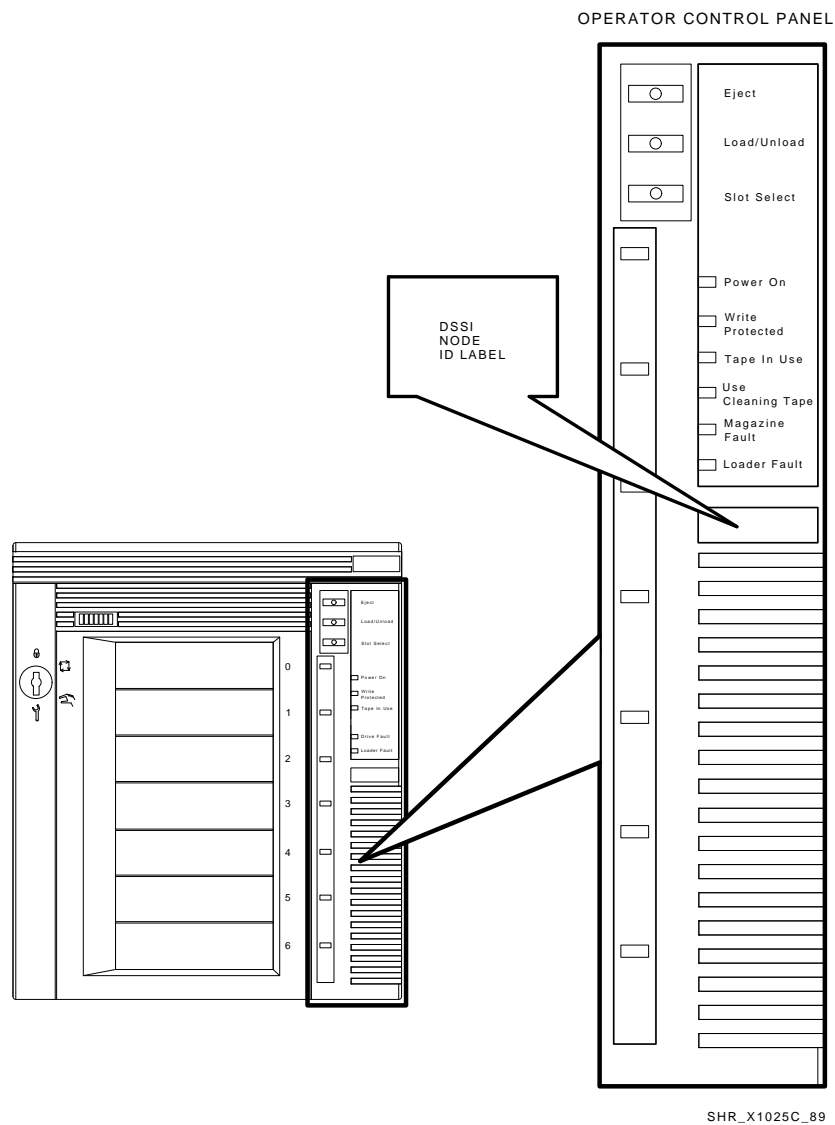 OPERATOR CONTROL PANEL
Eject
Load/Unload
Slot Select
Power On
Write
Protected
Tape In Use
Use
Cleaning Tape
Magazine
Fault
Loader Fault
DSSI
NODE
ID LABEL
Eject
Load/Unload
Slot Select
Power On
Write
Protected
Tape In Use
Drive Fault
Loader Fault
0
1
2
3
4
5
6
SHR_X1025C_89